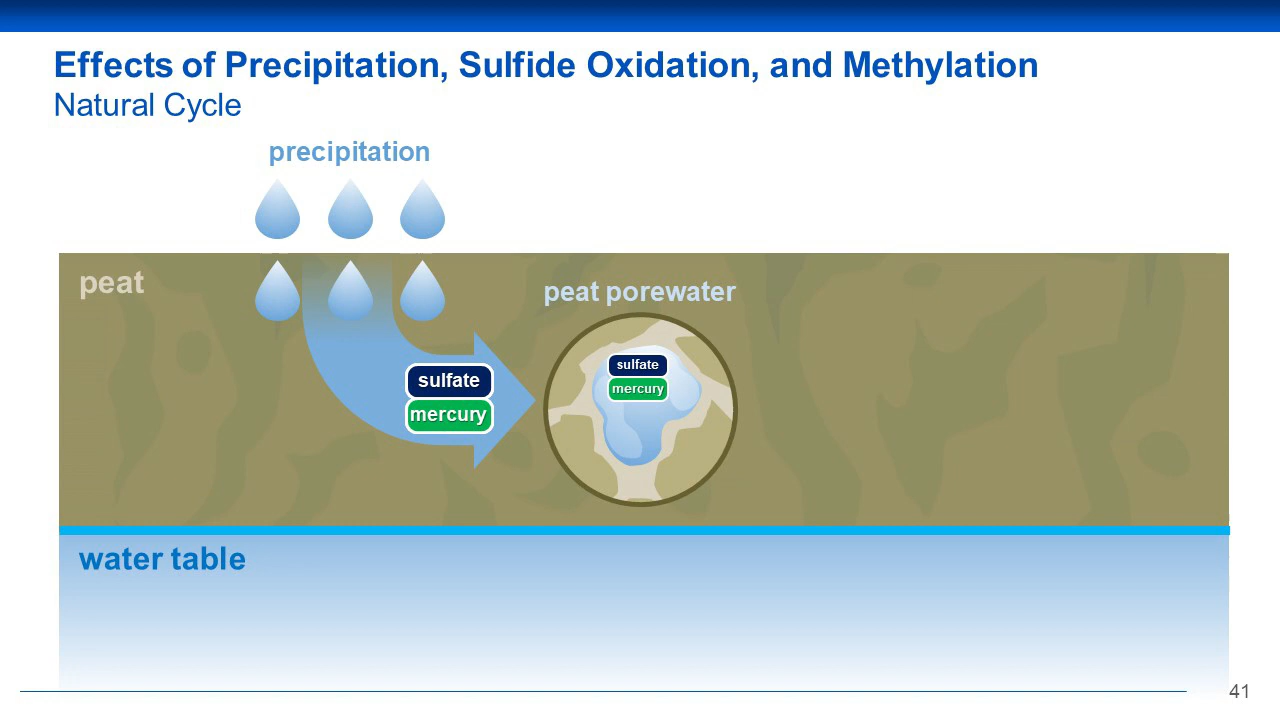 Effects of Precipitation, Sulfide Oxidation, and Methylation
Natural Cycle
precipitation
peat
peat porewater
sulfate
mercury
sulfate
mercury
water table
41